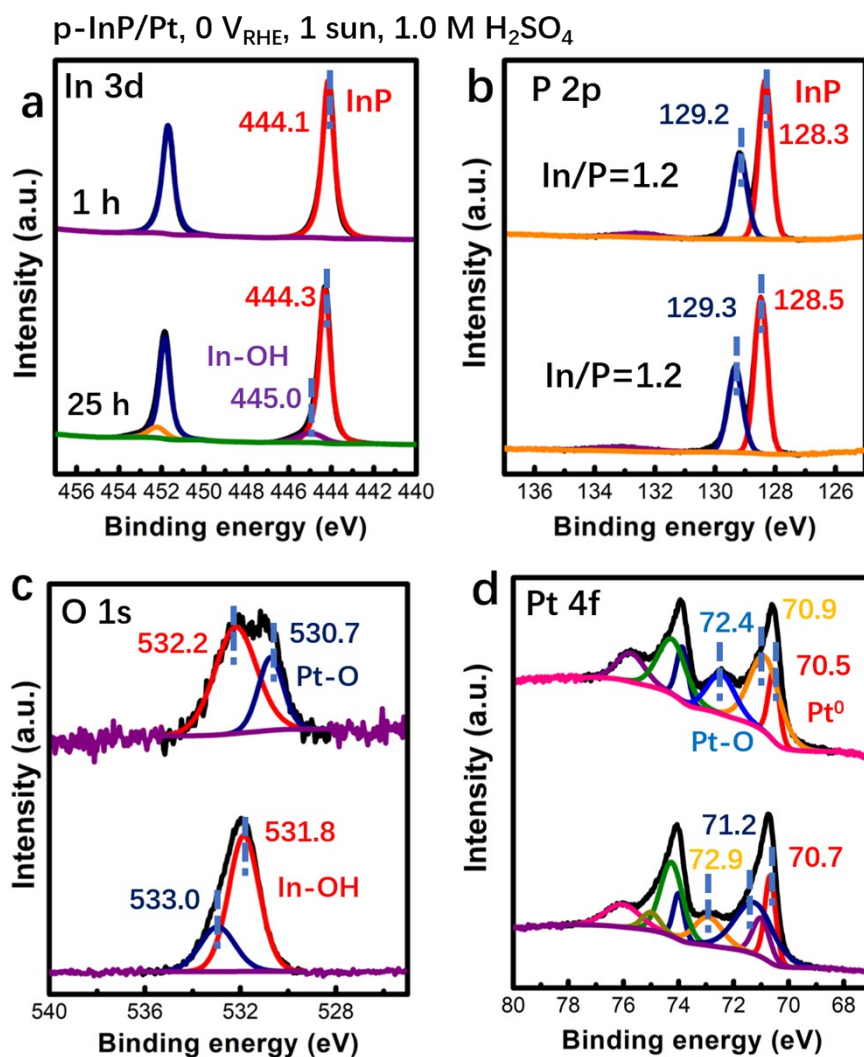 p-InP/Pt, 0 V_RHE, 1 sun, 1.0 M H₂SO₄
a
In 3d
InP
444.1
1 h
444.3
In-OH
445.0
25 h
Intensity (a.u.)
456 454 452 450 448 446 444 442 440
Binding energy (eV)
b
P 2p
InP
129.2
128.3
In/P=1.2
129.3
128.5
In/P=1.2
Intensity (a.u.)
136 134 132 130 128 126
Binding energy (eV)
c
O 1s
532.2
530.7
Pt-O
531.8
533.0
In-OH
Intensity (a.u.)
540 536 532 528
Binding energy (eV)
d
Pt 4f
72.4
70.9
70.5
Pt⁰
Pt-O
71.2
72.9
70.7
Intensity (a.u.)
80 78 76 74 72 70 68
Binding energy (eV)